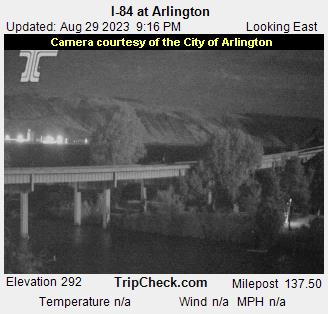 I-84 at Arlington
Updated: Aug 29 2023 9:16 PM Looking East
Camera courtesy of the City of Arlington
Elevation 292 TripCheck.com Milepost 137.50
Temperature n/a Wind n/a MPH n/a